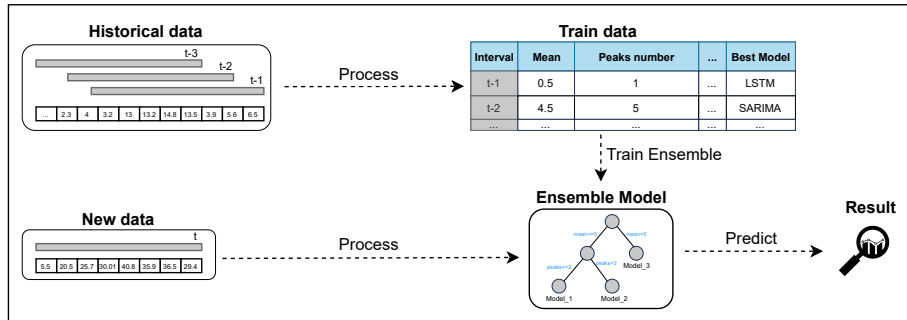 Historical data
t-3
t-2
t-1
... 2.3 4 3.2 13 13.2 14.8 13.5 3.9 5.6 6.5
Process
Train data
Interval Mean Peaks number ... Best Model
t-1 0.5 1 ... LSTM
t-2 4.5 5 ... SARIMA
... ... ... ... ...
Train Ensemble
New data
t
5.5 20.5 25.7 30.01 40.8 35.9 36.5 29.4
Process
Ensemble Model
mean>=5 mean<5
peaks>=2 peaks<2
Model_3
Model_1 Model_2
Predict
Result